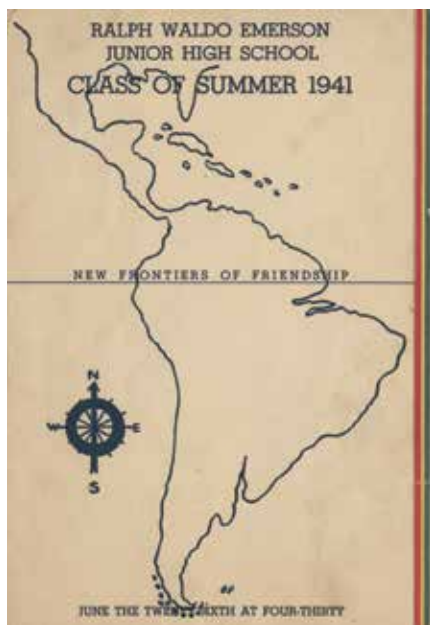 RALPH WALDO EMERSON
JUNIOR HIGH SCHOOL
CLASS OF SUMMER 1941
NEW FRONTIERS OF FRIENDSHIP
N
W E
S
JUNE THE TWENTY-SIXTH AT FOUR-THIRTY